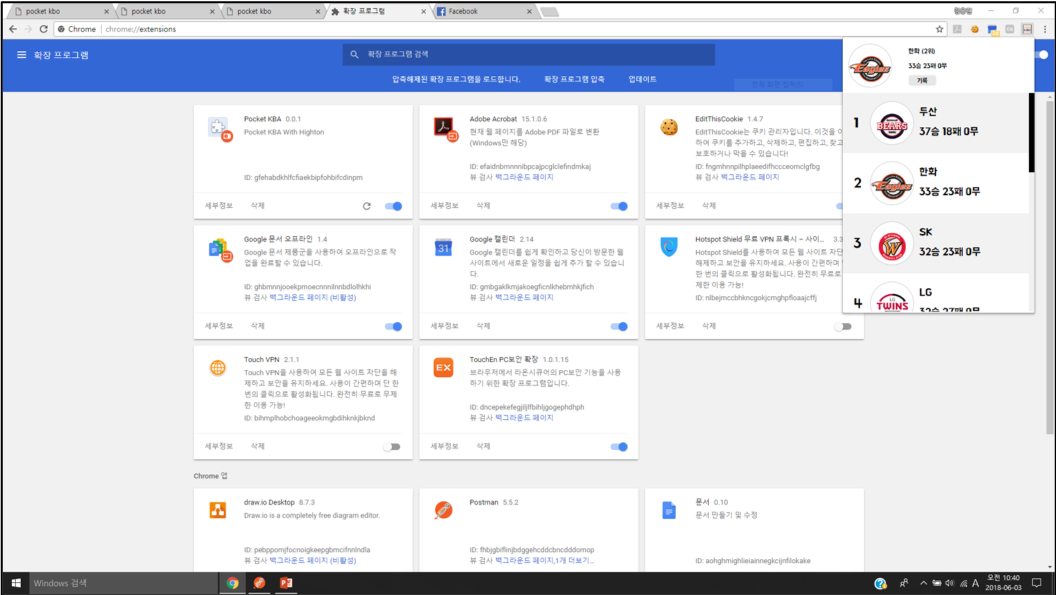 pocket kbo
pocket kbo
pocket kbo
확장 프로그램
Facebook
Chrome | chrome://extensions
확장 프로그램
확장 프로그램 검색
압축해제된 확장 프로그램을 로드합니다.
확장 프로그램 압축
업데이트
한화 (2위)
33승 23패 0무
기록
1
두산
37승 18패 0무
2
한화
33승 23패 0무
3
SK
32승 23패 0무
4
LG
TWINS
32승 27패 0무
Pocket KBA 0.0.1
Pocket KBA With Highton
ID: gfehabdkhlfcfiaekbipfohbifcdinpm
세부정보 삭제
Adobe Acrobat 15.1.0.6
현재 웹 페이지를 Adobe PDF 파일로 변환
(Windows만 해당)
ID: efaidnbmnnnibpcajpcglclefindmkaj
뷰 검사 백그라운드 페이지
세부정보 삭제
EditThisCookie 1.4.7
EditThisCookie는 쿠키 관리자입니다. 이것을 이
하여 쿠키를 추가하고, 삭제하고, 편집하고, 찾고
보호하거나 막을 수 있습니다!
ID: fngmhnnpilhplaeedifhccceomclgfbg
뷰 검사 백그라운드 페이지
세부정보 삭제
Google 문서 오프라인 1.4
Google 문서 제품군을 사용하여 오프라인으로 작
업을 완료할 수 있습니다.
ID: ghbmnnjooekpmoecnnnilnnbdlolhkhi
뷰 검사 백그라운드 페이지 (비활성)
세부정보 삭제
Google 캘린더 2.14
Google 캘린더를 쉽게 확인하고 당신이 방문한 웹
사이트에서 새로운 일정을 쉽게 추가 할 수 있습니
다.
ID: gmbgaklkmjakoegficnlkhebmhkjfich
뷰 검사 백그라운드 페이지
세부정보 삭제
Hotspot Shield 무료 VPN 프록시 – 사이... 3.3
Hotspot Shield를 사용하여 모든 웹 사이트 차단
해제하고 보안을 유지하세요. 사용이 간편하며
한 번의 클릭으로 활성화됩니다. 완전히 무료로
제한 이용 가능!
ID: nlbejmccbhkncgokjcmghpfloaajcffj
세부정보 삭제
Touch VPN 2.1.1
Touch VPN을 사용하여 모든 웹 사이트 차단을 해
제하고 보안을 유지하세요. 사용이 간편하며 단 한
번의 클릭으로 활성화됩니다. 완전히 무료로 무제
한 이용 가능!
ID: bihmplhobchoageeokmgbdihknkjbknd
세부정보 삭제
TouchEn PC보안 확장 1.0.1.15
브라우저에서 라온시큐어의 PC보안 기능을 사용
하기 위한 확장 프로그램입니다.
ID: dncepekefegjiljlfbihljgogephdhph
뷰 검사 백그라운드 페이지
세부정보 삭제
Chrome 앱
draw.io Desktop 8.7.3
Draw.io is a completely free diagram editor.
ID: pebppomjfocnoigkeepgbmcifnnlndla
뷰 검사 백그라운드 페이지 (비활성)
Postman 5.5.2
ID: fhbjgbiflinjbdggehcddcbncdddomop
뷰 검사 백그라운드 페이지,1개 더보기...
문서 0.10
문서 만들기 및 수정
ID: aohghmighlieiainnegkcijnfilokake
Windows 검색
오전 10:40
2018-06-03